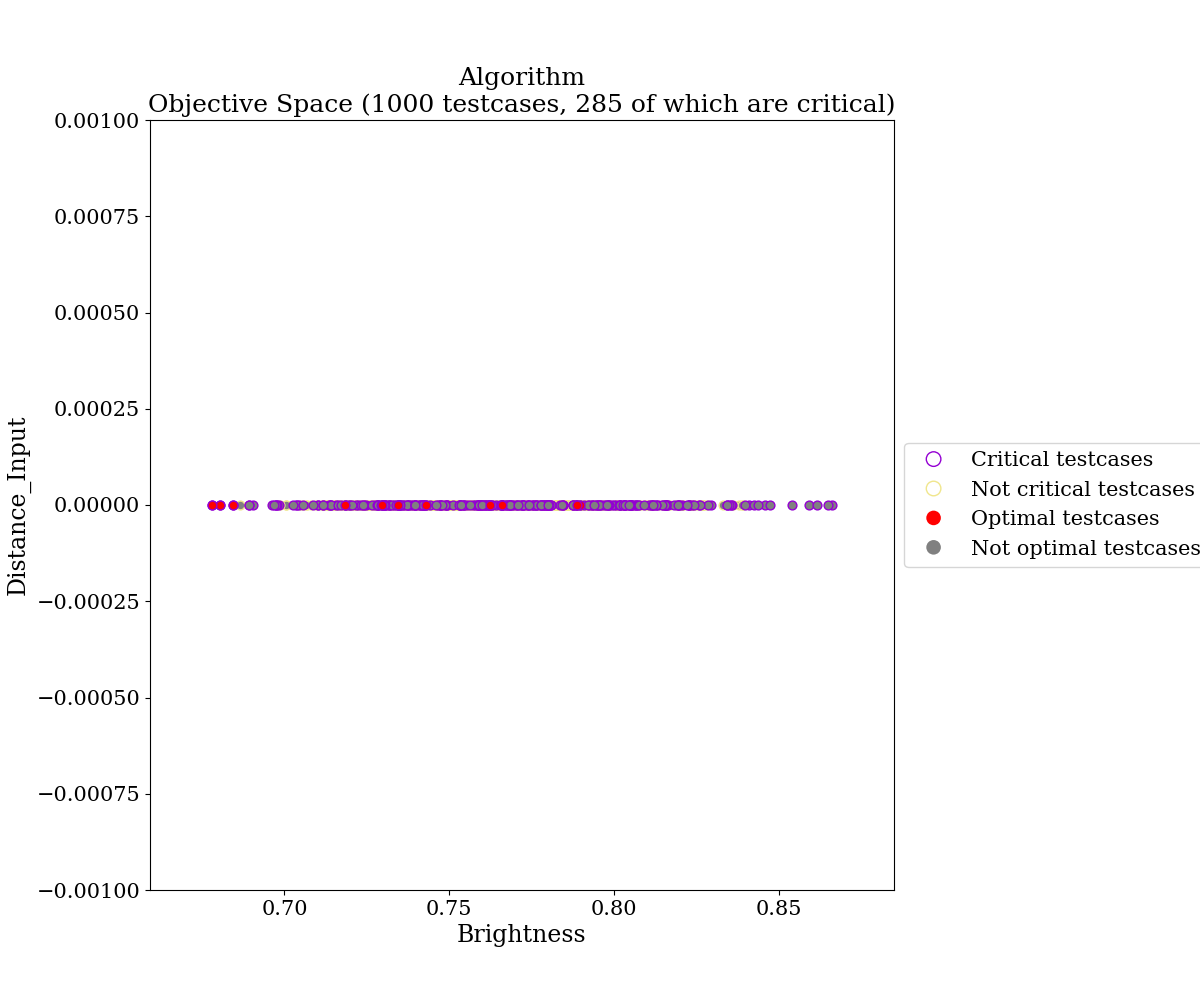 Algorithm
Objective Space (1000 testcases, 285 of which are critical)
0.00100
0.00075
0.00050
0.00025
0.00000
−0.00025
−0.00050
−0.00075
−0.00100
Distance_Input
0.70
0.75
0.80
0.85
Brightness
Critical testcases
Not critical testcases
Optimal testcases
Not optimal testcases